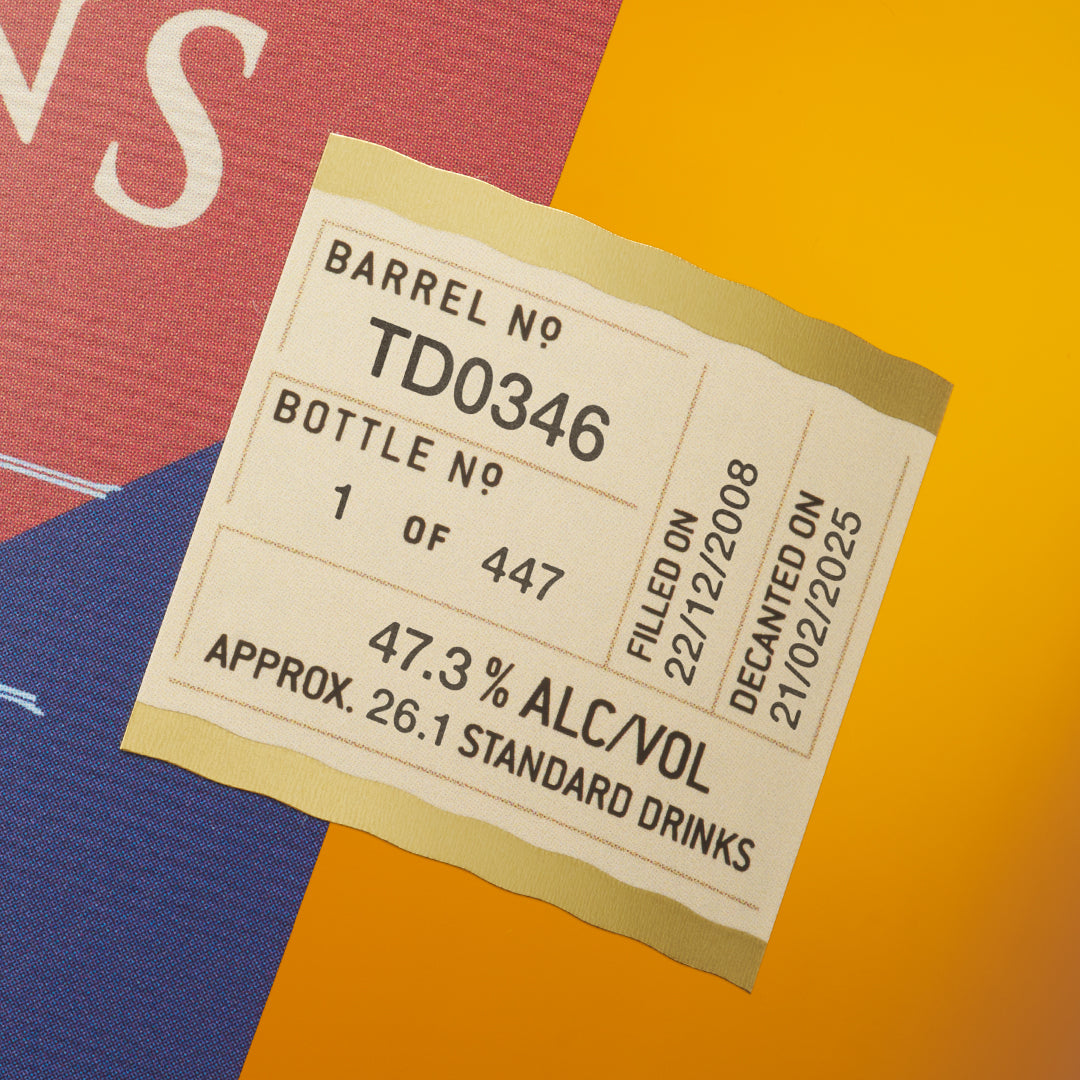 NS
BARREL Nº
TD0346
BOTTLE Nº
1 OF 447
FILLED ON
22/12/2008
DECANTED ON
21/02/2025
47.3 % ALC/VOL
APPROX. 26.1 STANDARD DRINKS